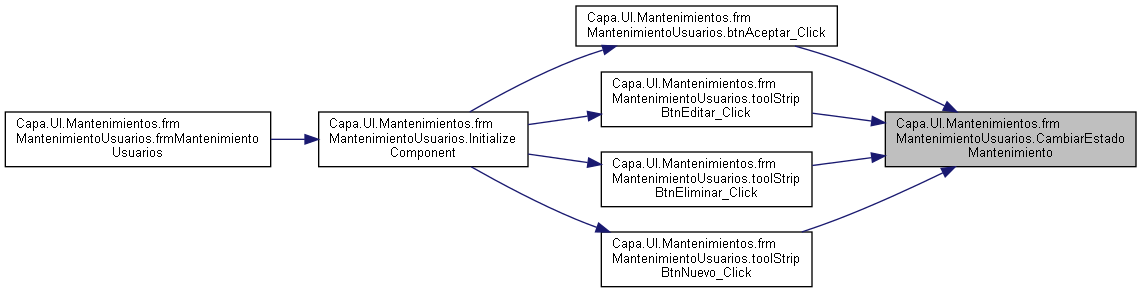 Capa.UI.Mantenimientos.frm
MantenimientoUsuarios.frmMantenimiento
Usuarios
Capa.UI.Mantenimientos.frm
MantenimientoUsuarios.Initialize
Component
Capa.UI.Mantenimientos.frm
MantenimientoUsuarios.btnAceptar_Click
Capa.UI.Mantenimientos.frm
MantenimientoUsuarios.toolStrip
BtnEditar_Click
Capa.UI.Mantenimientos.frm
MantenimientoUsuarios.toolStrip
BtnEliminar_Click
Capa.UI.Mantenimientos.frm
MantenimientoUsuarios.toolStrip
BtnNuevo_Click
Capa.UI.Mantenimientos.frm
MantenimientoUsuarios.CambiarEstado
Mantenimiento